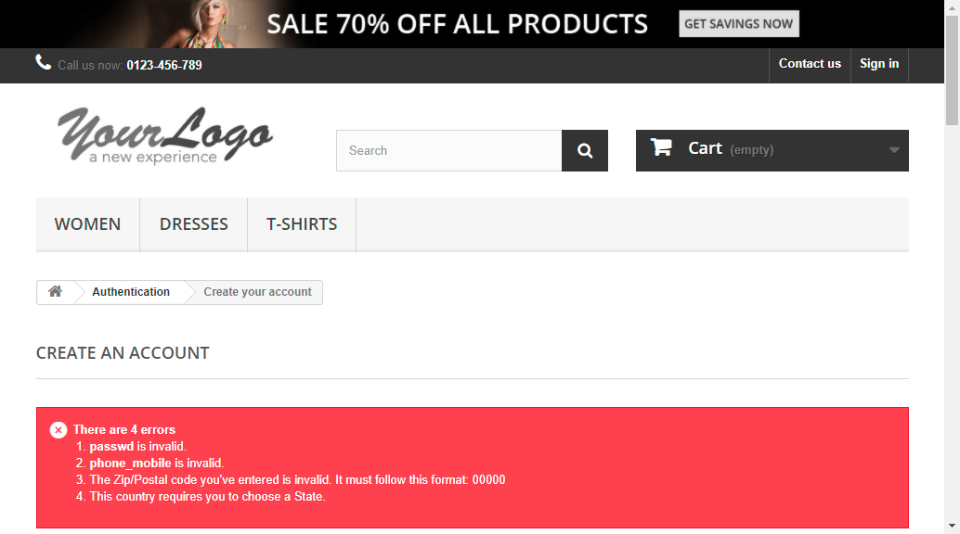 SALE 70% OFF ALL PRODUCTS GET SAVINGS NOW
Call us now: 0123-456-789 Contact us Sign in
YourLogo
a new experience
Search
Cart (empty)
WOMEN DRESSES T-SHIRTS
Authentication Create your account
CREATE AN ACCOUNT
There are 4 errors
1. passwd is invalid.
2. phone_mobile is invalid.
3. The Zip/Postal code you've entered is invalid. It must follow this format: 00000
4. This country requires you to choose a State.